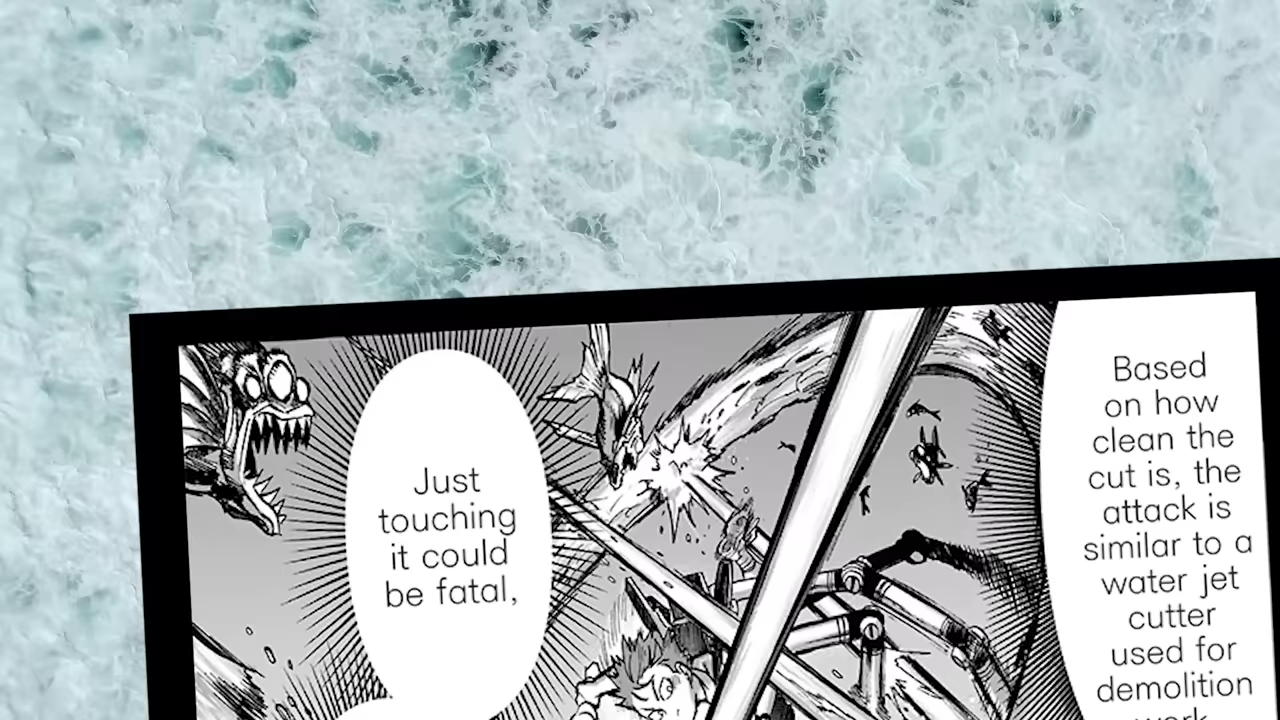 Based
on how
clean the
cut is, the
attack is
similar to a
water jet
cutter
used for
demolition
work
Just
touching
it could
be fatal,